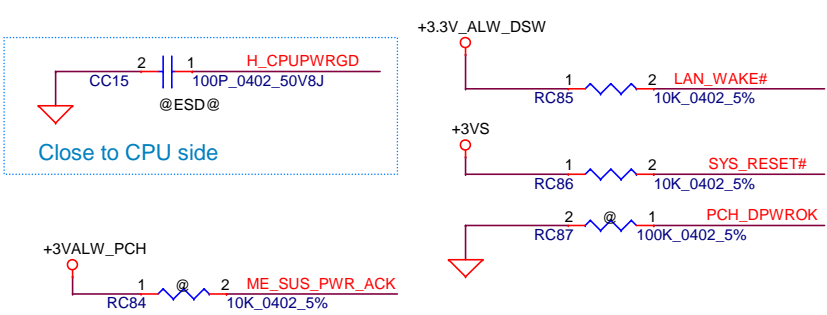 2 1 H_CPUPWRGD
CC15 100P_0402_50V8J
@ESD@
Close to CPU side
+3VALW_PCH
1 @ 2 ME_SUS_PWR_ACK
RC84 10K_0402_5%
+3.3V_ALW_DSW
1 2 LAN_WAKE#
RC85 10K_0402_5%
+3VS
1 2 SYS_RESET#
RC86 10K_0402_5%
2 @ 1 PCH_DPWROK
RC87 100K_0402_5%